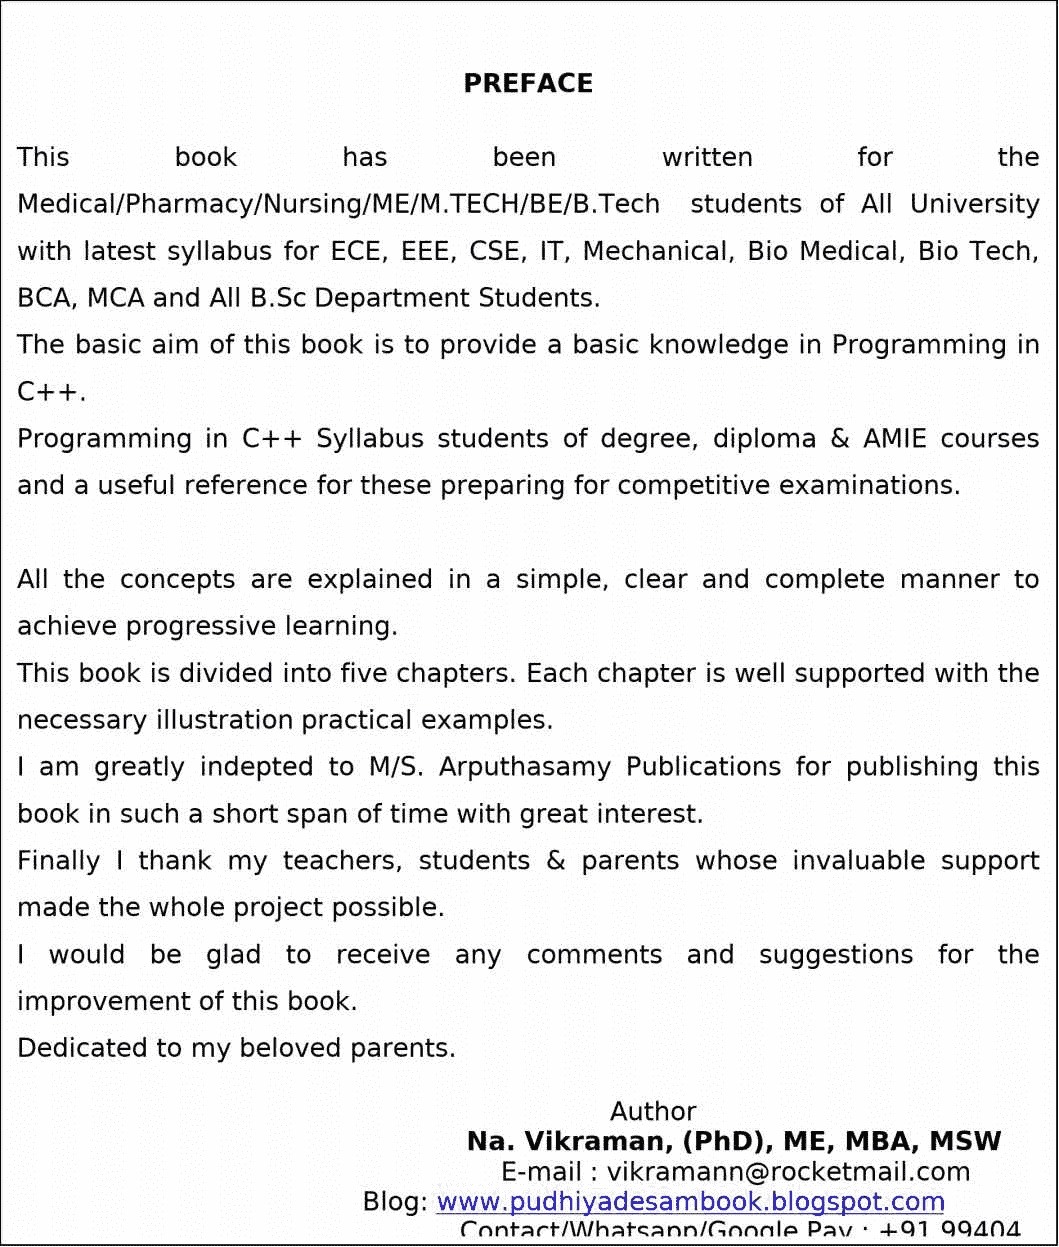 PREFACE
This book has been written for the
Medical/Pharmacy/Nursing/ME/M.TECH/BE/B.Tech students of All University
with latest syllabus for ECE, EEE, CSE, IT, Mechanical, Bio Medical, Bio Tech,
BCA, MCA and All B.Sc Department Students.
The basic aim of this book is to provide a basic knowledge in Programming in
C++.
Programming in C++ Syllabus students of degree, diploma & AMIE courses
and a useful reference for these preparing for competitive examinations.
All the concepts are explained in a simple, clear and complete manner to
achieve progressive learning.
This book is divided into five chapters. Each chapter is well supported with the
necessary illustration practical examples.
I am greatly indepted to M/S. Arputhasamy Publications for publishing this
book in such a short span of time with great interest.
Finally I thank my teachers, students & parents whose invaluable support
made the whole project possible.
I would be glad to receive any comments and suggestions for the
improvement of this book.
Dedicated to my beloved parents.
Author
Na. Vikraman, (PhD), ME, MBA, MSW
E-mail : vikramann@rocketmail.com
Blog: www.pudhiyadesambook.blogspot.com
Contact/Whatsapp/Google Pay : +91 99404